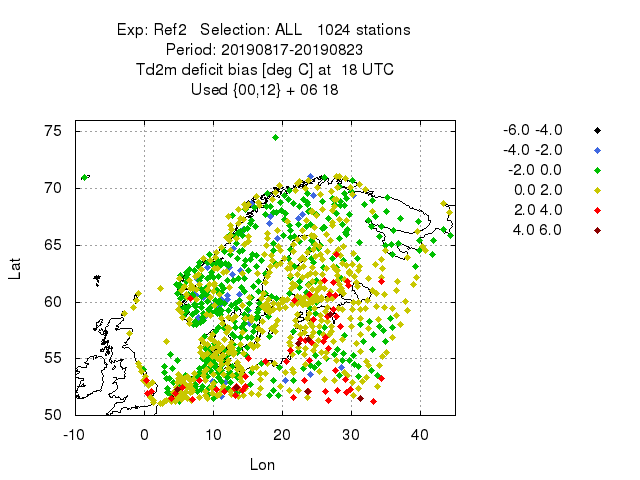 Exp: Ref2 Selection: ALL 1024 stations
Period: 20190817-20190823
Td2m deficit bias [deg C] at 18 UTC
Used {00,12} + 06 18
-6.0 -4.0
-4.0 -2.0
-2.0 0.0
0.0 2.0
2.0 4.0
4.0 6.0
75
70
65
60
55
50
Lat
-10 0 10 20 30 40
Lon